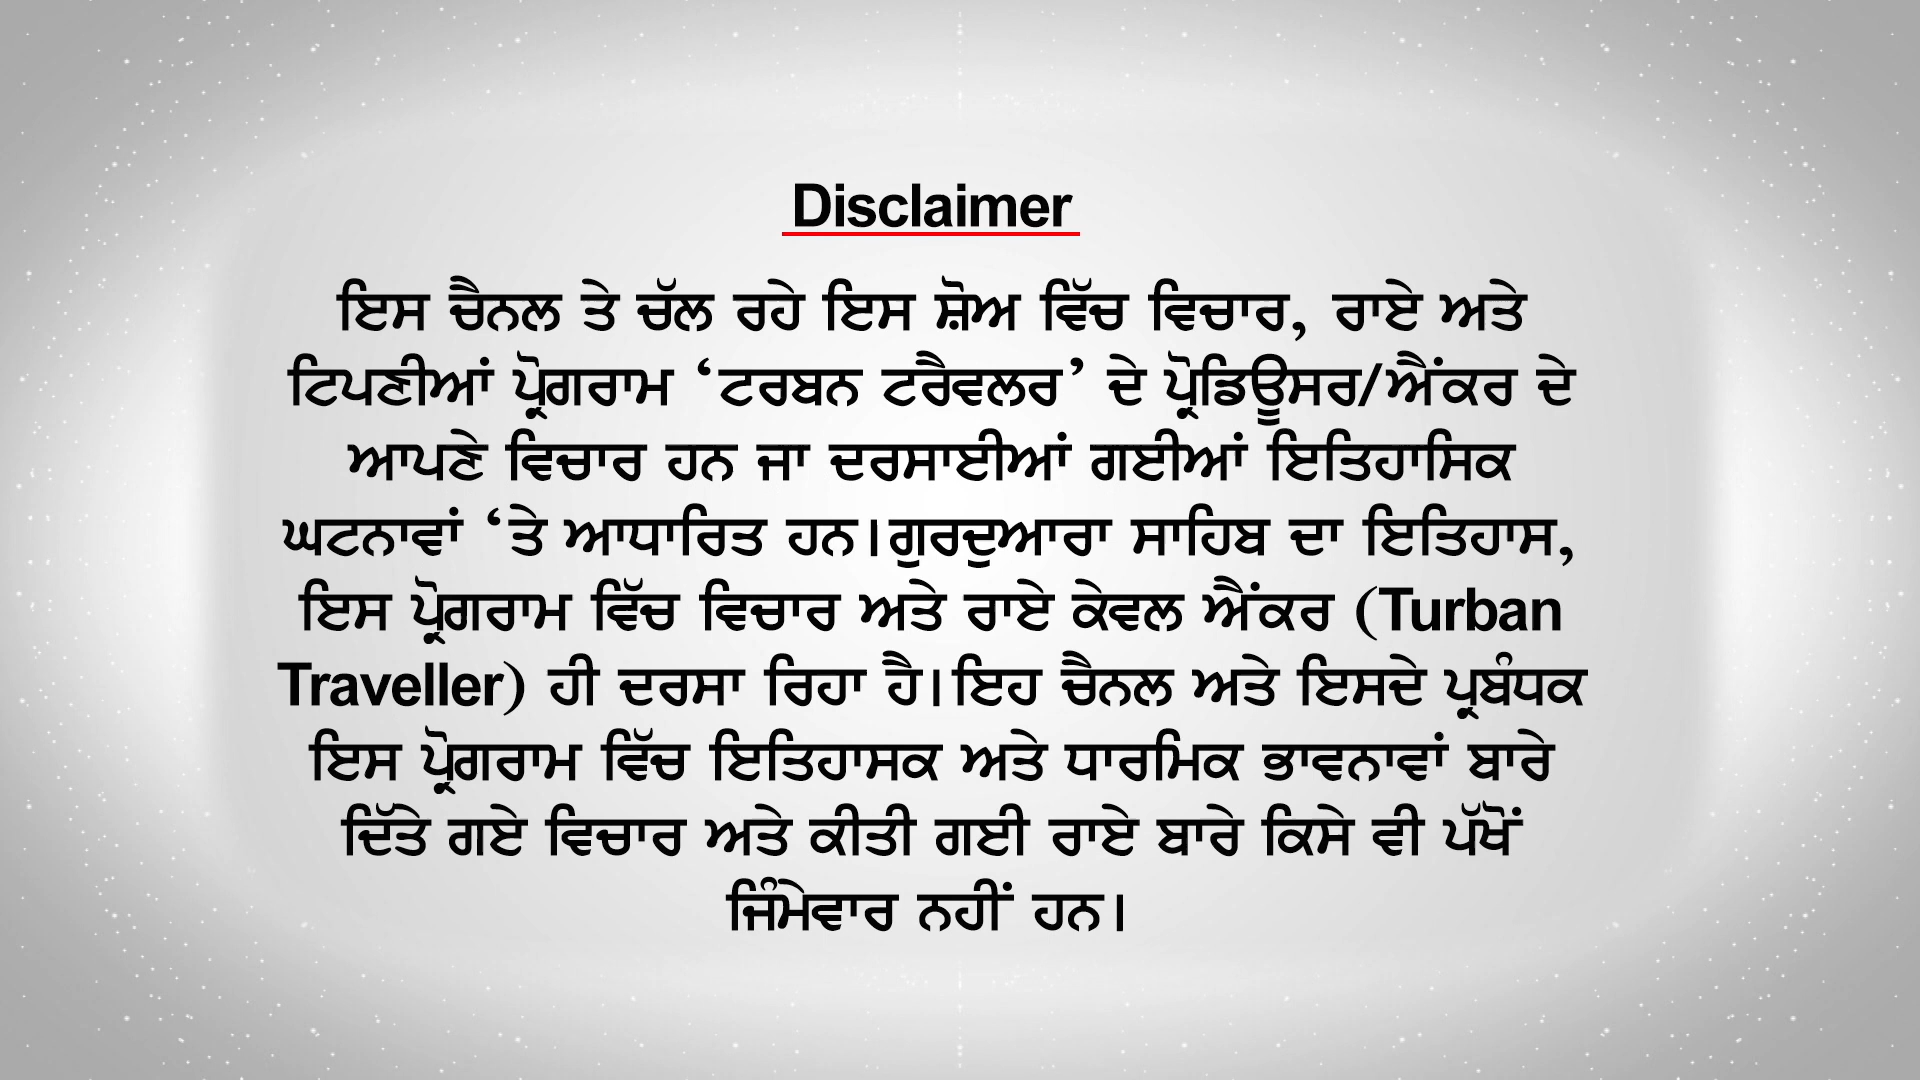 Disclaimer
ਇਸ ਚੈਨਲ ਤੇ ਚੱਲ ਰਹੇ ਇਸ ਸ਼ੋਅ ਵਿੱਚ ਵਿਚਾਰ, ਰਾਏ ਅਤੇ
ਟਿਪਣੀਆਂ ਪ੍ਰੋਗਰਾਮ ‘ਟਰਬਨ ਟਰੈਵਲਰ’ ਦੇ ਪ੍ਰੋਡਿਊਸਰ/ਐਂਕਰ ਦੇ
ਆਪਣੇ ਵਿਚਾਰ ਹਨ ਜਾ ਦਰਸਾਈਆਂ ਗਈਆਂ ਇਤਿਹਾਸਿਕ
ਘਟਨਾਵਾਂ ‘ਤੇ ਆਧਾਰਿਤ ਹਨ।ਗੁਰਦੁਆਰਾ ਸਾਹਿਬ ਦਾ ਇਤਿਹਾਸ,
ਇਸ ਪ੍ਰੋਗਰਾਮ ਵਿੱਚ ਵਿਚਾਰ ਅਤੇ ਰਾਏ ਕੇਵਲ ਐਂਕਰ (Turban
Traveller) ਹੀ ਦਰਸਾ ਰਿਹਾ ਹੈ।ਇਹ ਚੈਨਲ ਅਤੇ ਇਸਦੇ ਪ੍ਰਬੰਧਕ
ਇਸ ਪ੍ਰੋਗਰਾਮ ਵਿੱਚ ਇਤਿਹਾਸਕ ਅਤੇ ਧਾਰਮਿਕ ਭਾਵਨਾਵਾਂ ਬਾਰੇ
ਦਿੱਤੇ ਗਏ ਵਿਚਾਰ ਅਤੇ ਕੀਤੀ ਗਈ ਰਾਏ ਬਾਰੇ ਕਿਸੇ ਵੀ ਪੱਖੋਂ
ਜਿੰਮੇਵਾਰ ਨਹੀਂ ਹਨ।